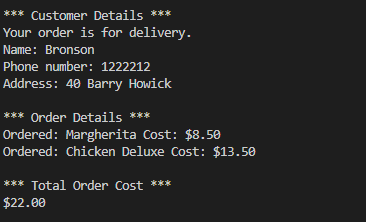 *** Customer Details ***
Your order is for delivery.
Name: Bronson
Phone number: 1222212
Address: 40 Barry Howick
*** Order Details ***
Ordered: Margherita Cost: $8.50
Ordered: Chicken Deluxe Cost: $13.50
*** Total Order Cost ***
$22.00